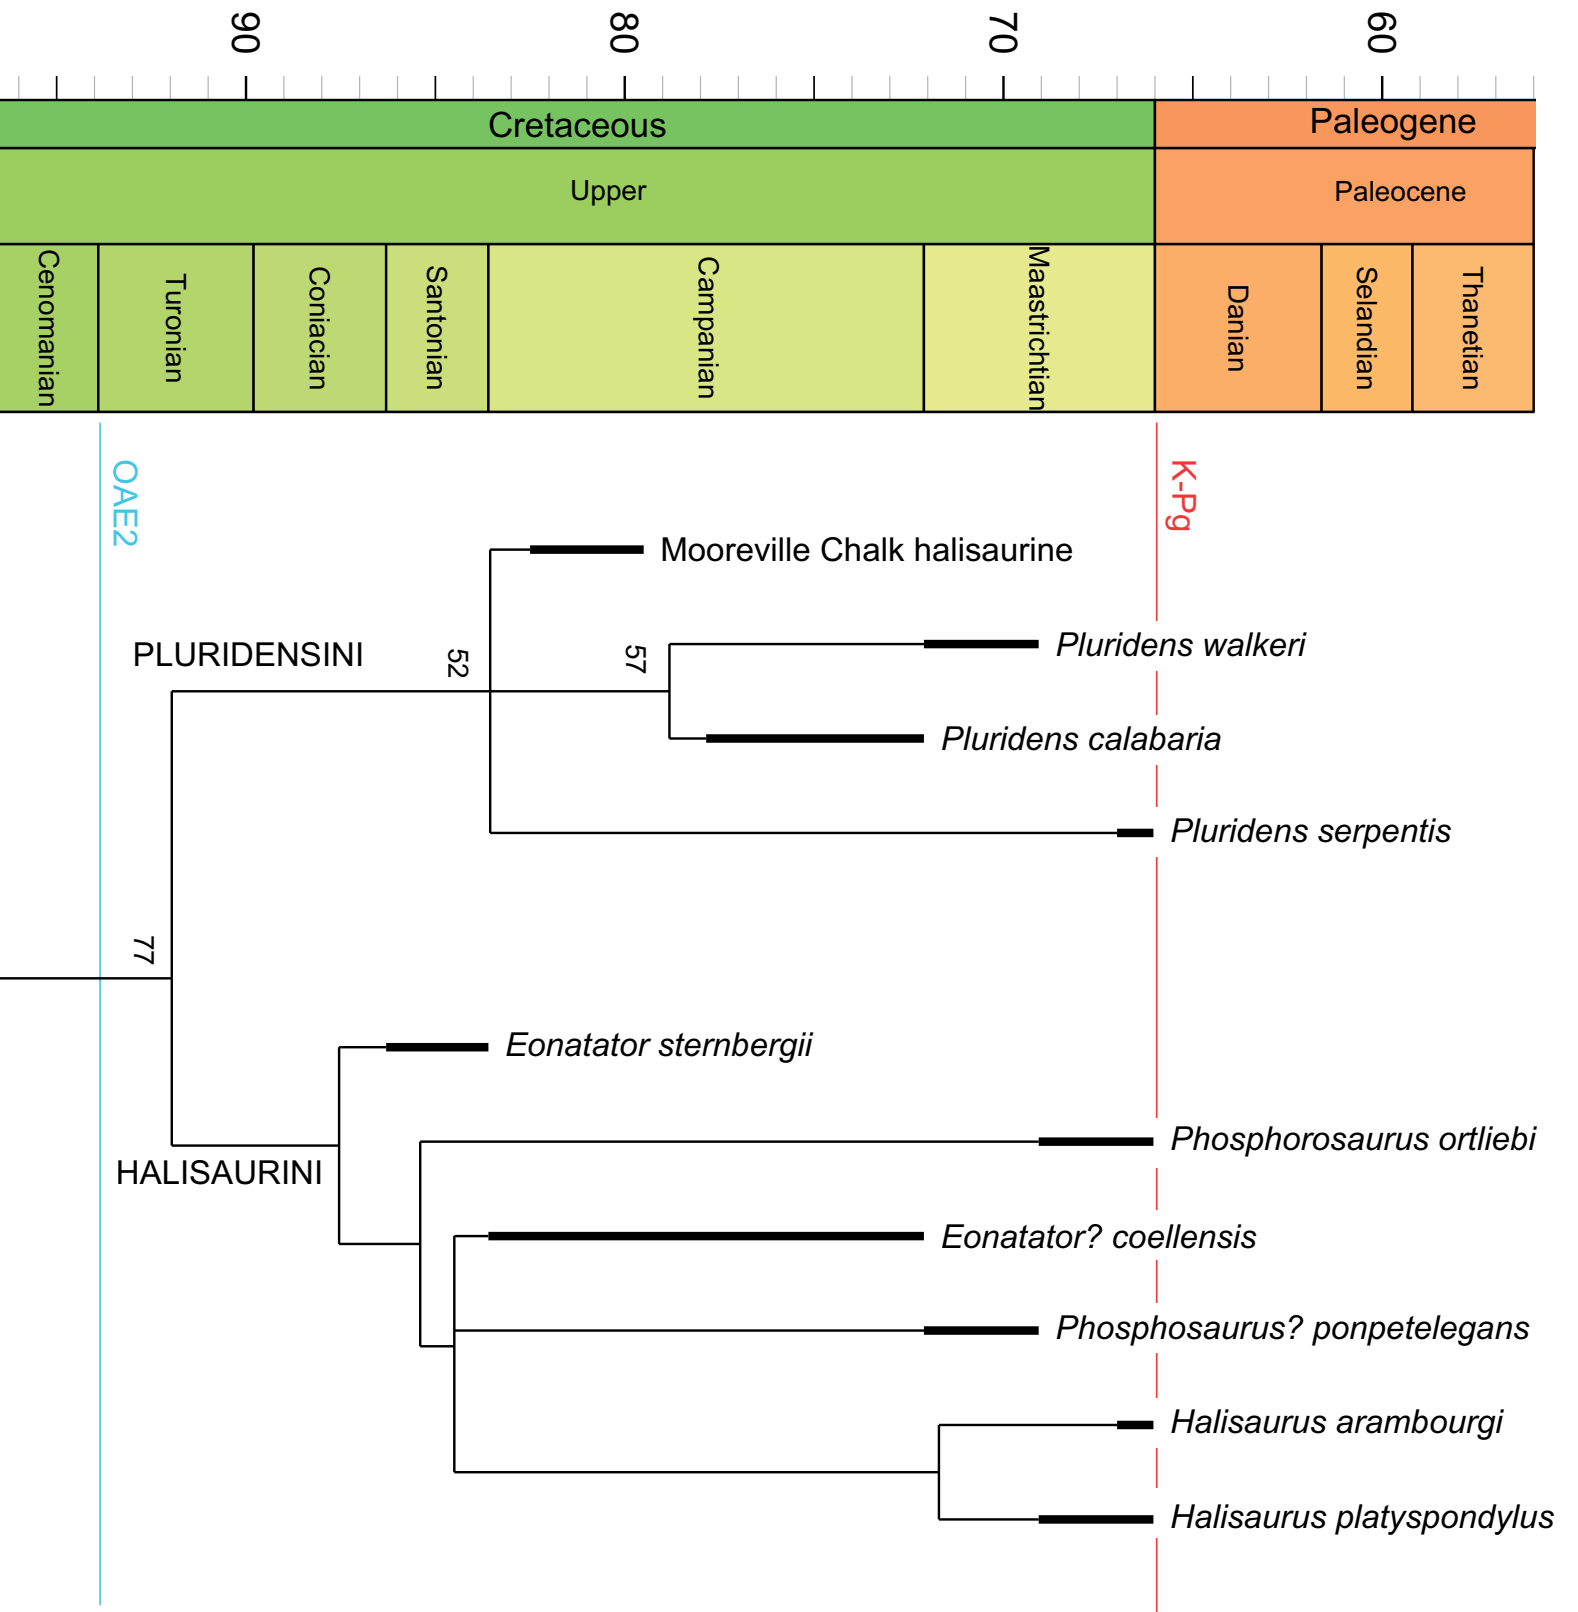 90
80
70
60
Cretaceous
Paleogene
Upper
Paleocene
Cenomanian
Turonian
Coniacian
Santonian
Campanian
Maastrichtian
Danian
Selandian
Thanetian
OAE2
K-Pg
Mooreville Chalk halisaurine
PLURIDENSINI
52
57
Pluridens walkeri
Pluridens calabaria
Pluridens serpentis
77
Eonatator sternbergii
HALISAURINI
Phosphorosaurus ortliebi
Eonatator? coellensis
Phosphosaurus? ponpetelegans
Halisaurus arambourgi
Halisaurus platyspondylus